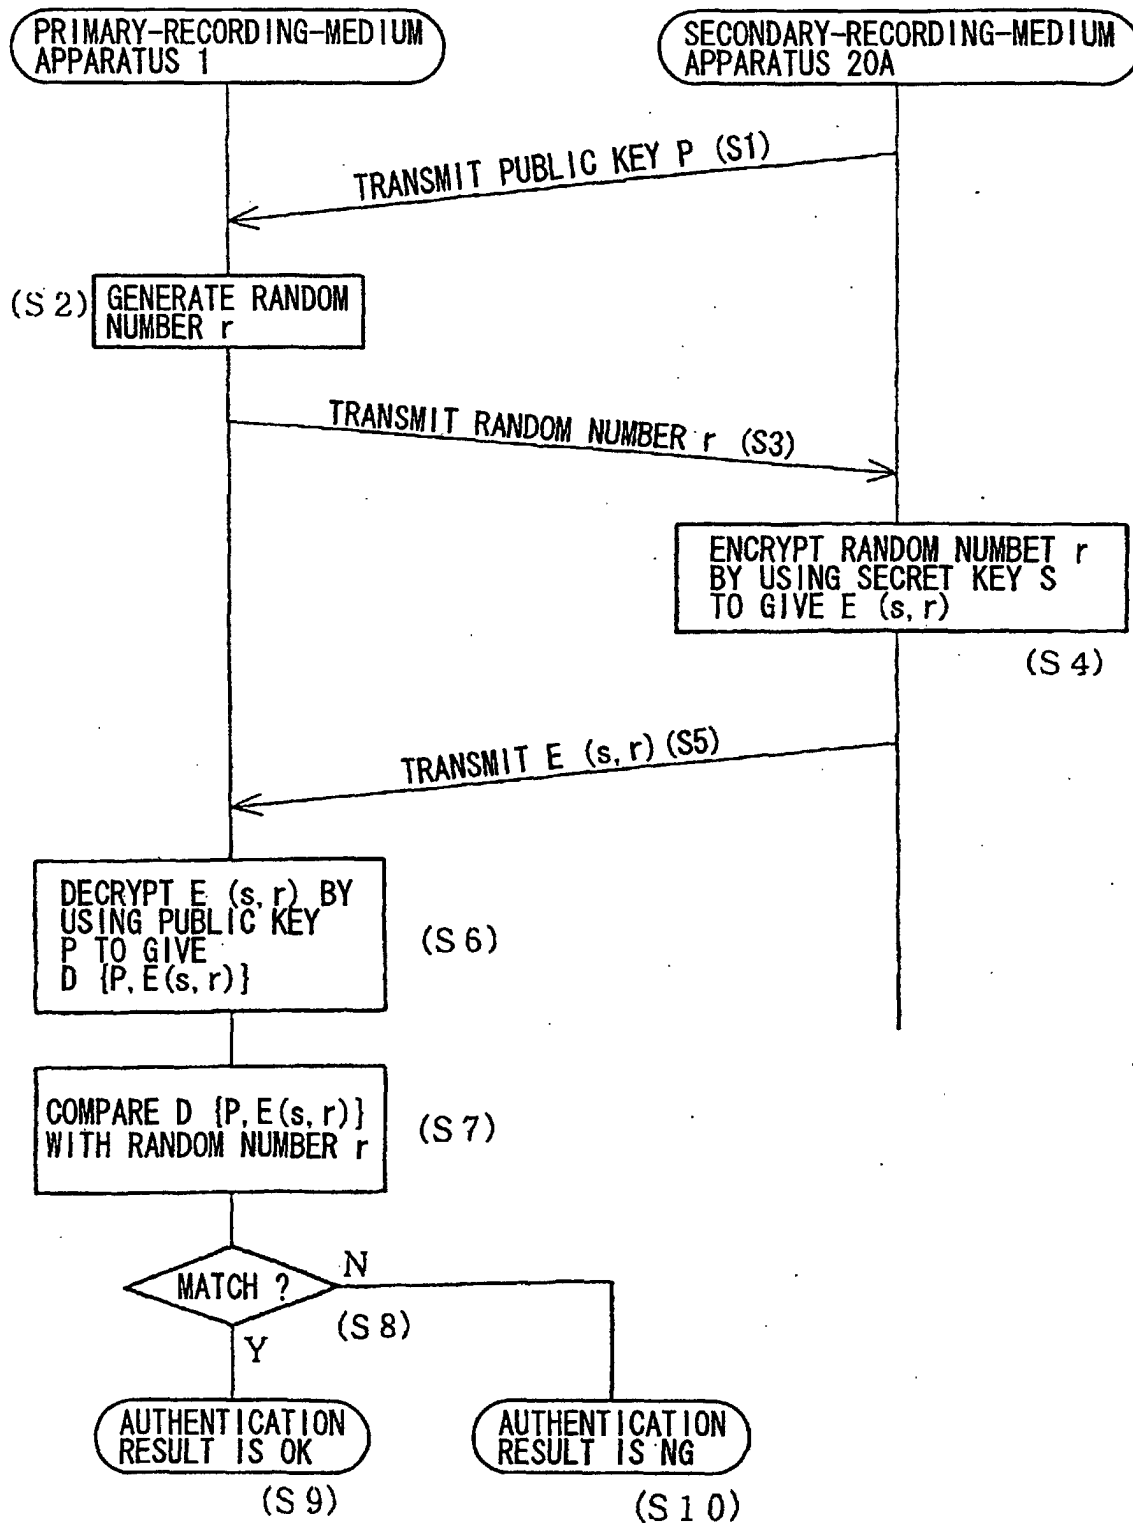 PRIMARY-RECORDING-MEDIUM
APPARATUS 1
SECONDARY-RECORDING-MEDIUM
APPARATUS 20A
TRANSMIT PUBLIC KEY P (S1)
(S2)
GENERATE RANDOM
NUMBER r
TRANSMIT RANDOM NUMBER r (S3)
ENCRYPT RANDOM NUMBET r
BY USING SECRET KEY S
TO GIVE E (s, r)
(S4)
TRANSMIT E (s, r) (S5)
DECRYPT E (s, r) BY
USING PUBLIC KEY
P TO GIVE
D {P, E(s, r)}
(S6)
COMPARE D {P, E(s, r)}
WITH RANDOM NUMBER r
(S7)
MATCH ?
N
(S8)
Y
AUTHENTICATION
RESULT IS OK
(S9)
AUTHENTICATION
RESULT IS NG
(S10)